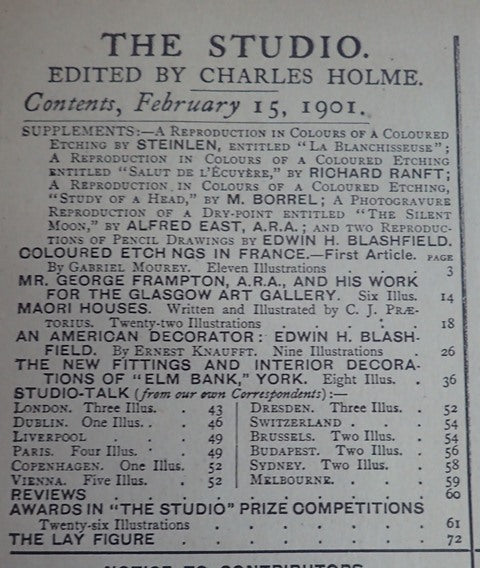 THE STUDIO.
EDITED BY CHARLES HOLME.
Contents, February 15, 1901.
SUPPLEMENTS:—A REPRODUCTION IN COLOURS OF A COLOURED
ETCHING BY STEINLEN, ENTITLED "LA BLANCHISSEUSE";
A REPRODUCTION IN COLOURS OF A COLOURED ETCHING
ENTITLED "SALUT DE L'ÉCUYÈRE," BY RICHARD RANFT;
A REPRODUCTION IN COLOURS OF A COLOURED ETCHING,
"STUDY OF A HEAD," BY M. BORREL; A PHOTOGRAVURE
REPRODUCTION OF A DRY-POINT ENTITLED "THE SILENT
MOON," BY ALFRED EAST, A.R.A.; AND TWO REPRODUC-
TIONS OF PENCIL DRAWINGS BY EDWIN H. BLASHFIELD.
COLOURED ETCHNGS IN FRANCE.—First Article. PAGE
By GABRIEL MOUREY. Eleven Illustrations . . . 3
MR. GEORGE FRAMPTON, A.R.A., AND HIS WORK
FOR THE GLASGOW ART GALLERY. Six Illus. 14
MAORI HOUSES. Written and Illustrated by C. J. PRÆ-
TORIUS. Twenty-two Illustrations . . . . 18
AN AMERICAN DECORATOR: EDWIN H. BLASH-
FIELD. By ERNEST KNAUFFT. Nine Illustrations . 26
THE NEW FITTINGS AND INTERIOR DECORA-
TIONS OF "ELM BANK," YORK. Eight Illus. . 36
STUDIO-TALK (from our own Correspondents):—
LONDON. Three Illus. . 43 DRESDEN. Three Illus. . 52
DUBLIN. One Illus. . . 46 SWITZERLAND . . . 54
LIVERPOOL . . . 49 BRUSSELS. Two Illus. . 54
PARIS. Four Illus. . . 49 BUDAPEST. Two Illus. . 56
COPENHAGEN. One Illus. 52 SYDNEY. Two Illus. . 58
VIENNA. Five Illus. . 52 MELBOURNE. . . . 59
REVIEWS . . . . . . . . . 60
AWARDS IN "THE STUDIO" PRIZE COMPETITIONS
Twenty-six Illustrations . . . . . . 61
THE LAY FIGURE . . . . . . . 72
NOTICE TO CONTRIBUTORS